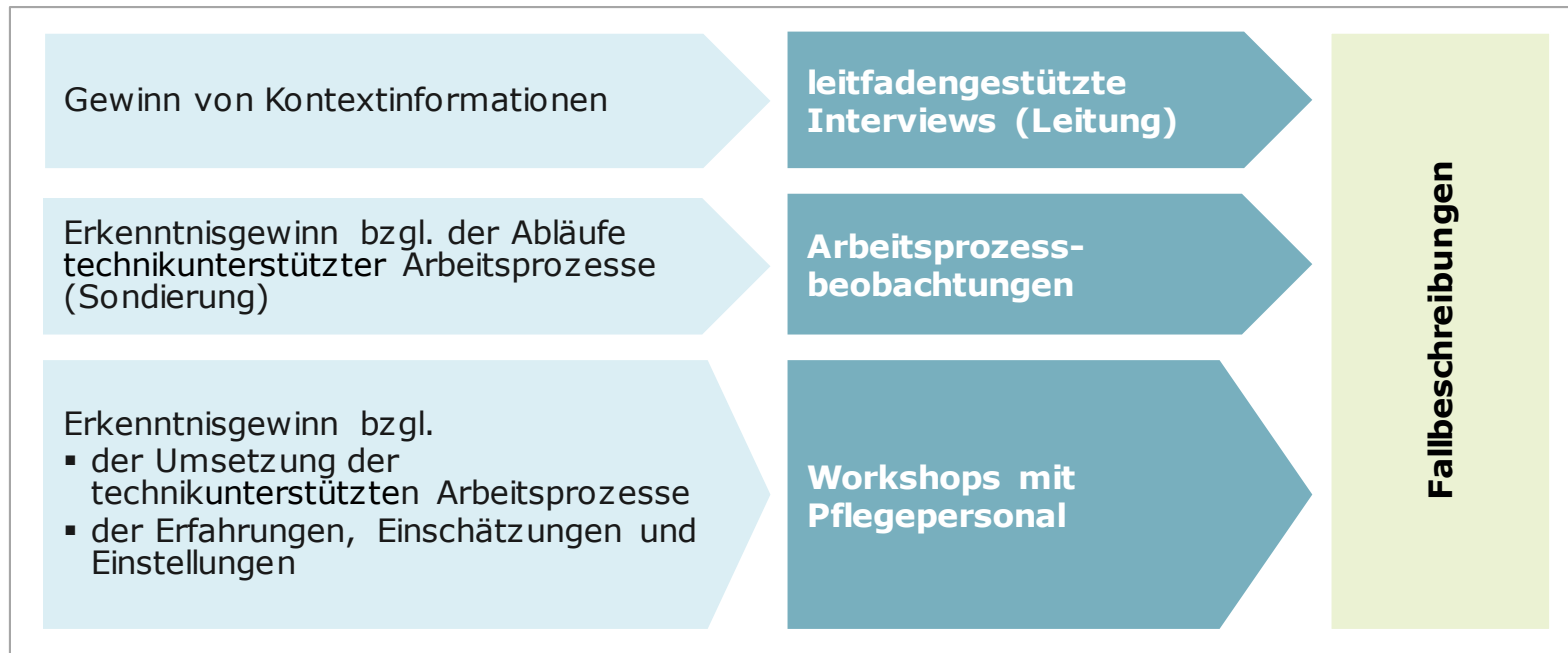 Gewinn von Kontextinformationen
leitfadengestützte
Interviews (Leitung)
Erkenntnisgewinn bzgl. der Abläufe
technikunterstützter Arbeitsprozesse
(Sondierung)
Arbeitsprozess-
beobachtungen
Erkenntnisgewinn bzgl.
▪ der Umsetzung der
technikunterstützten Arbeitsprozesse
▪ der Erfahrungen, Einschätzungen und
Einstellungen
Workshops mit
Pflegepersonal
Fallbeschreibungen